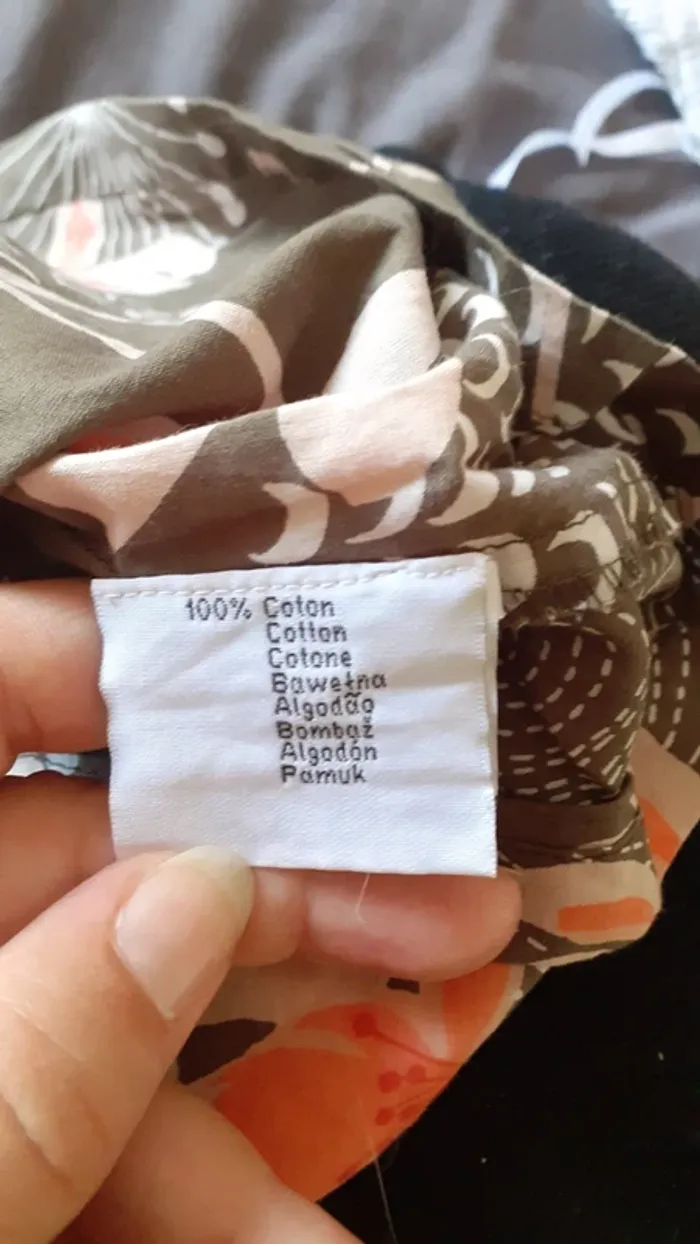 100% Coton
Cotton
Cotone
Bawełna
Algodão
Bombaž
Algodón
Pamuk